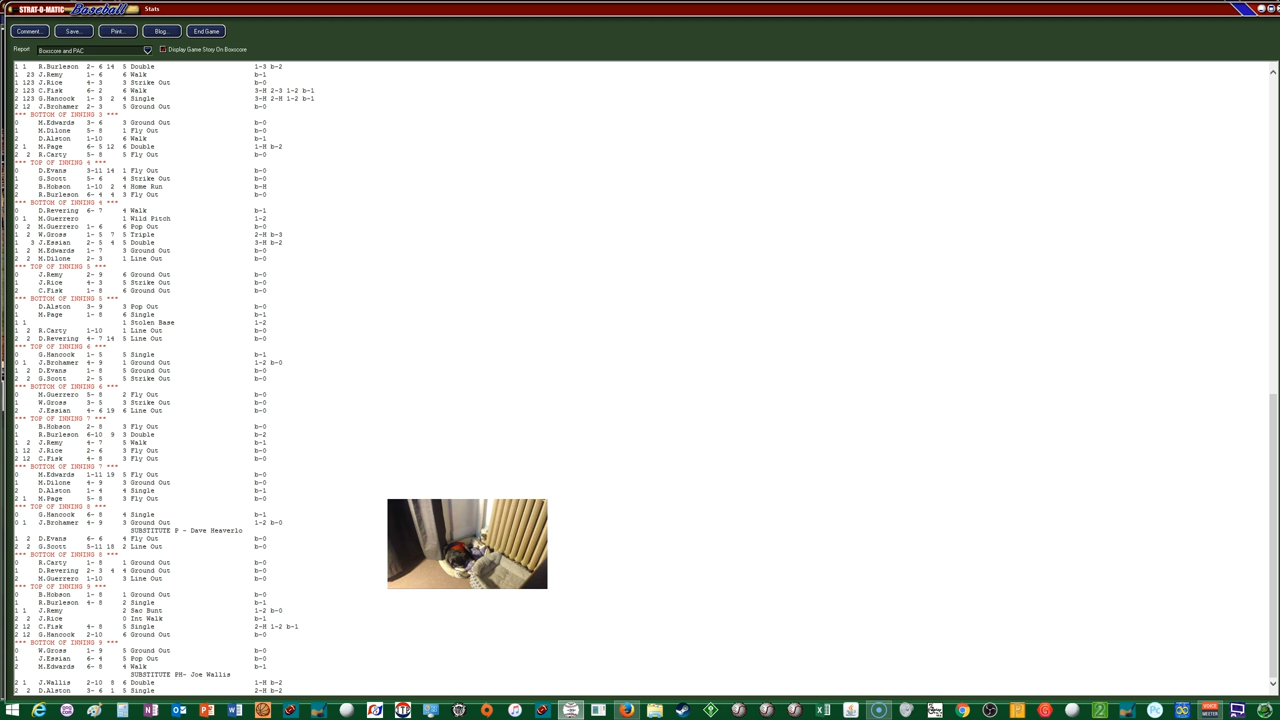 STRAT-O-MATIC Baseball Stats
Comment... Save... Print... Blog... End Game
Report Boxscore and PAC Display Game Story On Boxscore
1 1 R.Burleson 2- 6 14 5 Double 1-3 b-2
1 23 J.Remy 1- 6 6 Walk b-1
1 123 J.Rice 4- 3 3 Strike Out b-0
2 123 C.Fisk 6- 2 6 Walk 3-H 2-3 1-2 b-1
2 123 G.Hancock 1- 3 2 4 Single 3-H 2-H 1-2 b-1
2 12 J.Brohamer 2- 3 5 Ground Out b-0
*** BOTTOM OF INNING 3 ***
0 M.Edwards 3- 6 3 Ground Out b-0
1 M.Dilone 5- 8 1 Fly Out b-0
2 D.Alston 1-10 6 Walk b-1
2 1 M.Page 6- 5 12 6 Double 1-H b-2
2 2 R.Carty 5- 8 5 Fly Out b-0
*** TOP OF INNING 4 ***
0 D.Evans 3-11 14 1 Fly Out b-0
1 G.Scott 5- 6 4 Strike Out b-0
2 B.Hobson 1-10 2 4 Home Run b-H
2 R.Burleson 6- 4 4 3 Fly Out b-0
*** BOTTOM OF INNING 4 ***
0 D.Revering 6- 7 4 Walk b-1
0 1 M.Guerrero 1 Wild Pitch 1-2
0 2 M.Guerrero 1- 6 6 Pop Out b-0
1 2 W.Gross 1- 5 7 5 Triple 2-H b-3
1 3 J.Essian 2- 5 4 5 Double 3-H b-2
1 2 M.Edwards 1- 7 3 Ground Out b-0
2 2 M.Dilone 2- 3 1 Line Out b-0
*** TOP OF INNING 5 ***
0 J.Remy 2- 9 6 Ground Out b-0
1 J.Rice 4- 3 5 Strike Out b-0
2 C.Fisk 1- 8 6 Ground Out b-0
*** BOTTOM OF INNING 5 ***
0 D.Alston 3- 9 3 Pop Out b-0
1 M.Page 1- 8 6 Single b-1
1 1 1 Stolen Base 1-2
1 2 R.Carty 1-10 1 Line Out b-0
2 2 D.Revering 4- 7 14 5 Line Out b-0
*** TOP OF INNING 6 ***
0 G.Hancock 1- 5 5 Single b-1
0 1 J.Brohamer 4- 9 1 Ground Out 1-2 b-0
1 2 D.Evans 1- 8 5 Ground Out b-0
2 2 G.Scott 2- 5 5 Strike Out b-0
*** BOTTOM OF INNING 6 ***
0 M.Guerrero 5- 8 2 Fly Out b-0
1 W.Gross 3- 5 3 Strike Out b-0
2 J.Essian 4- 6 19 6 Line Out b-0
*** TOP OF INNING 7 ***
0 B.Hobson 2- 8 3 Fly Out b-0
1 R.Burleson 6-10 9 3 Double b-2
1 2 J.Remy 4- 7 5 Walk b-1
1 12 J.Rice 2- 6 3 Fly Out b-0
2 12 C.Fisk 4- 8 3 Fly Out b-0
*** BOTTOM OF INNING 7 ***
0 M.Edwards 1-11 19 5 Fly Out b-0
1 M.Dilone 4- 9 3 Ground Out b-0
2 D.Alston 1- 4 4 Single b-1
2 1 M.Page 5- 8 3 Fly Out b-0
*** TOP OF INNING 8 ***
0 G.Hancock 6- 8 4 Single b-1
0 1 J.Brohamer 4- 9 3 Ground Out 1-2 b-0
SUBSTITUTE P - Dave Heaverlo
1 2 D.Evans 6- 6 4 Fly Out b-0
2 2 G.Scott 5-11 18 2 Line Out b-0
*** BOTTOM OF INNING 8 ***
0 R.Carty 1- 8 1 Ground Out b-0
1 D.Revering 2- 3 4 4 Ground Out b-0
2 M.Guerrero 1-10 3 Line Out b-0
*** TOP OF INNING 9 ***
0 B.Hobson 1- 8 1 Ground Out b-0
1 R.Burleson 4- 8 2 Single b-1
1 1 J.Remy 2 Sac Bunt 1-2 b-0
2 2 J.Rice 0 Int Walk b-1
2 12 C.Fisk 4- 8 5 Single 2-H 1-2 b-1
2 12 G.Hancock 2-10 6 Ground Out b-0
*** BOTTOM OF INNING 9 ***
0 W.Gross 1- 9 5 Ground Out b-0
1 J.Essian 6- 4 5 Pop Out b-0
2 M.Edwards 6- 8 4 Walk b-1
SUBSTITUTE PH- Joe Wallis
2 1 J.Wallis 2-10 8 6 Double 1-H b-2
2 2 D.Alston 3- 6 1 5 Single 2-H b-2